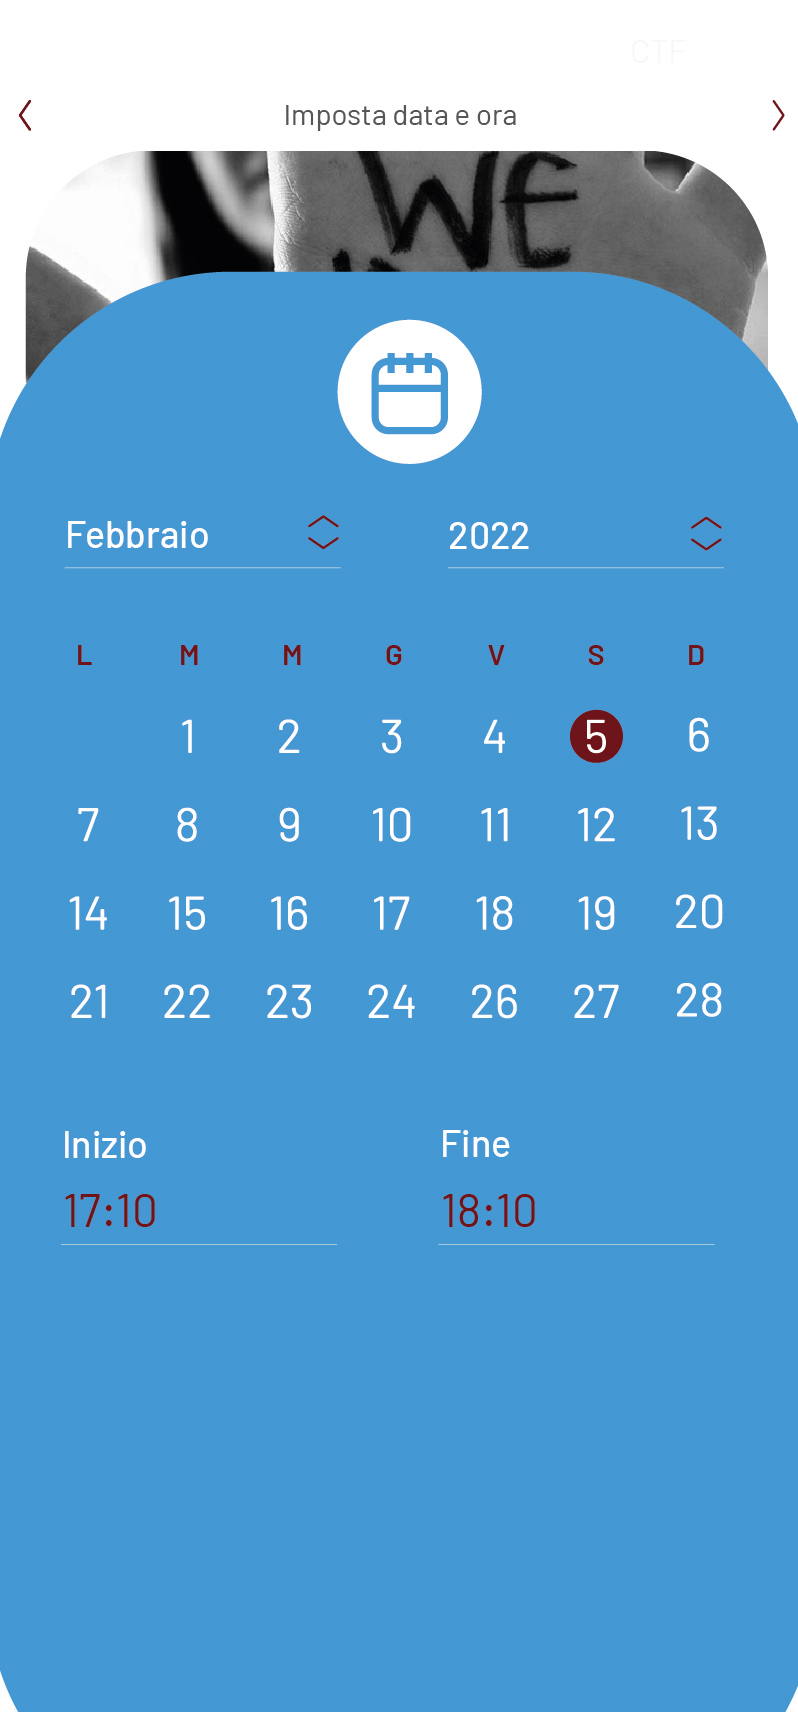 CTF
Imposta data e ora
WE
Febbraio 2022
L M M G V S D
1 2 3 4 5 6
7 8 9 10 11 12 13
14 15 16 17 18 19 20
21 22 23 24 26 27 28
Inizio Fine
17:10 18:10